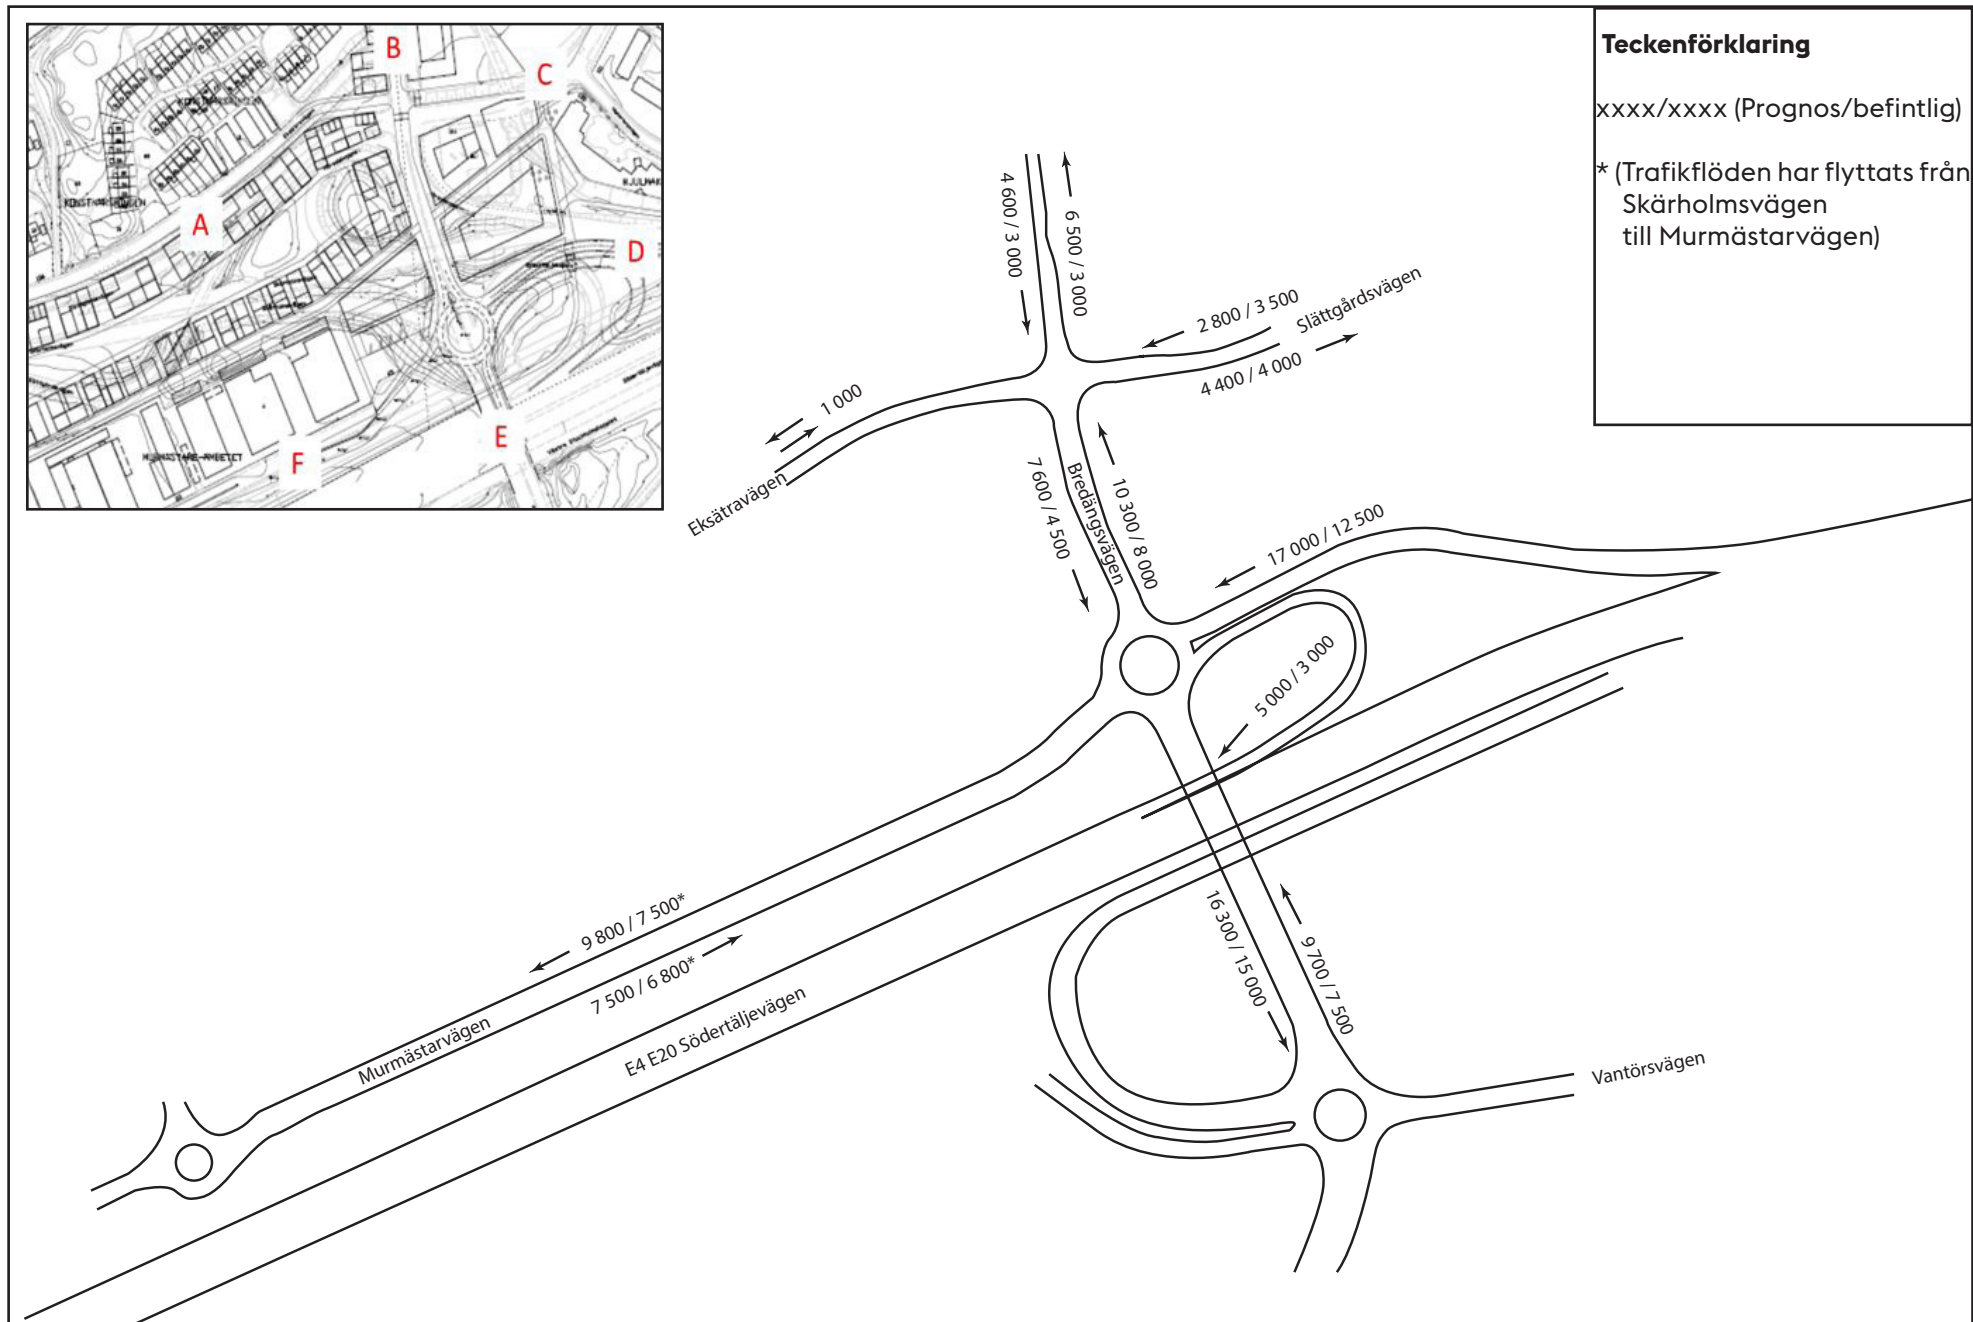 B
C
A
D
E
F
Teckenförklaring
xxxx/xxxx (Prognos/befintlig)
* (Trafikflöden har flyttats från
Skärholmsvägen
till Murmästarvägen)
4 600 / 3 000
6 500 / 3 000
2 800 / 3 500
Slättgårdsvägen
4 400 / 4 000
1 000
Eksätravägen
7 600 / 4 500
Bredängsvägen
10 300 / 8 000
17 000 / 12 500
5 000 / 3 000
9 800 / 7 500*
7 500 / 6 800*
Murmästarvägen
E4 E20 Södertäljevägen
16 300 / 15 000
9 700 / 7 500
Vantörsvägen